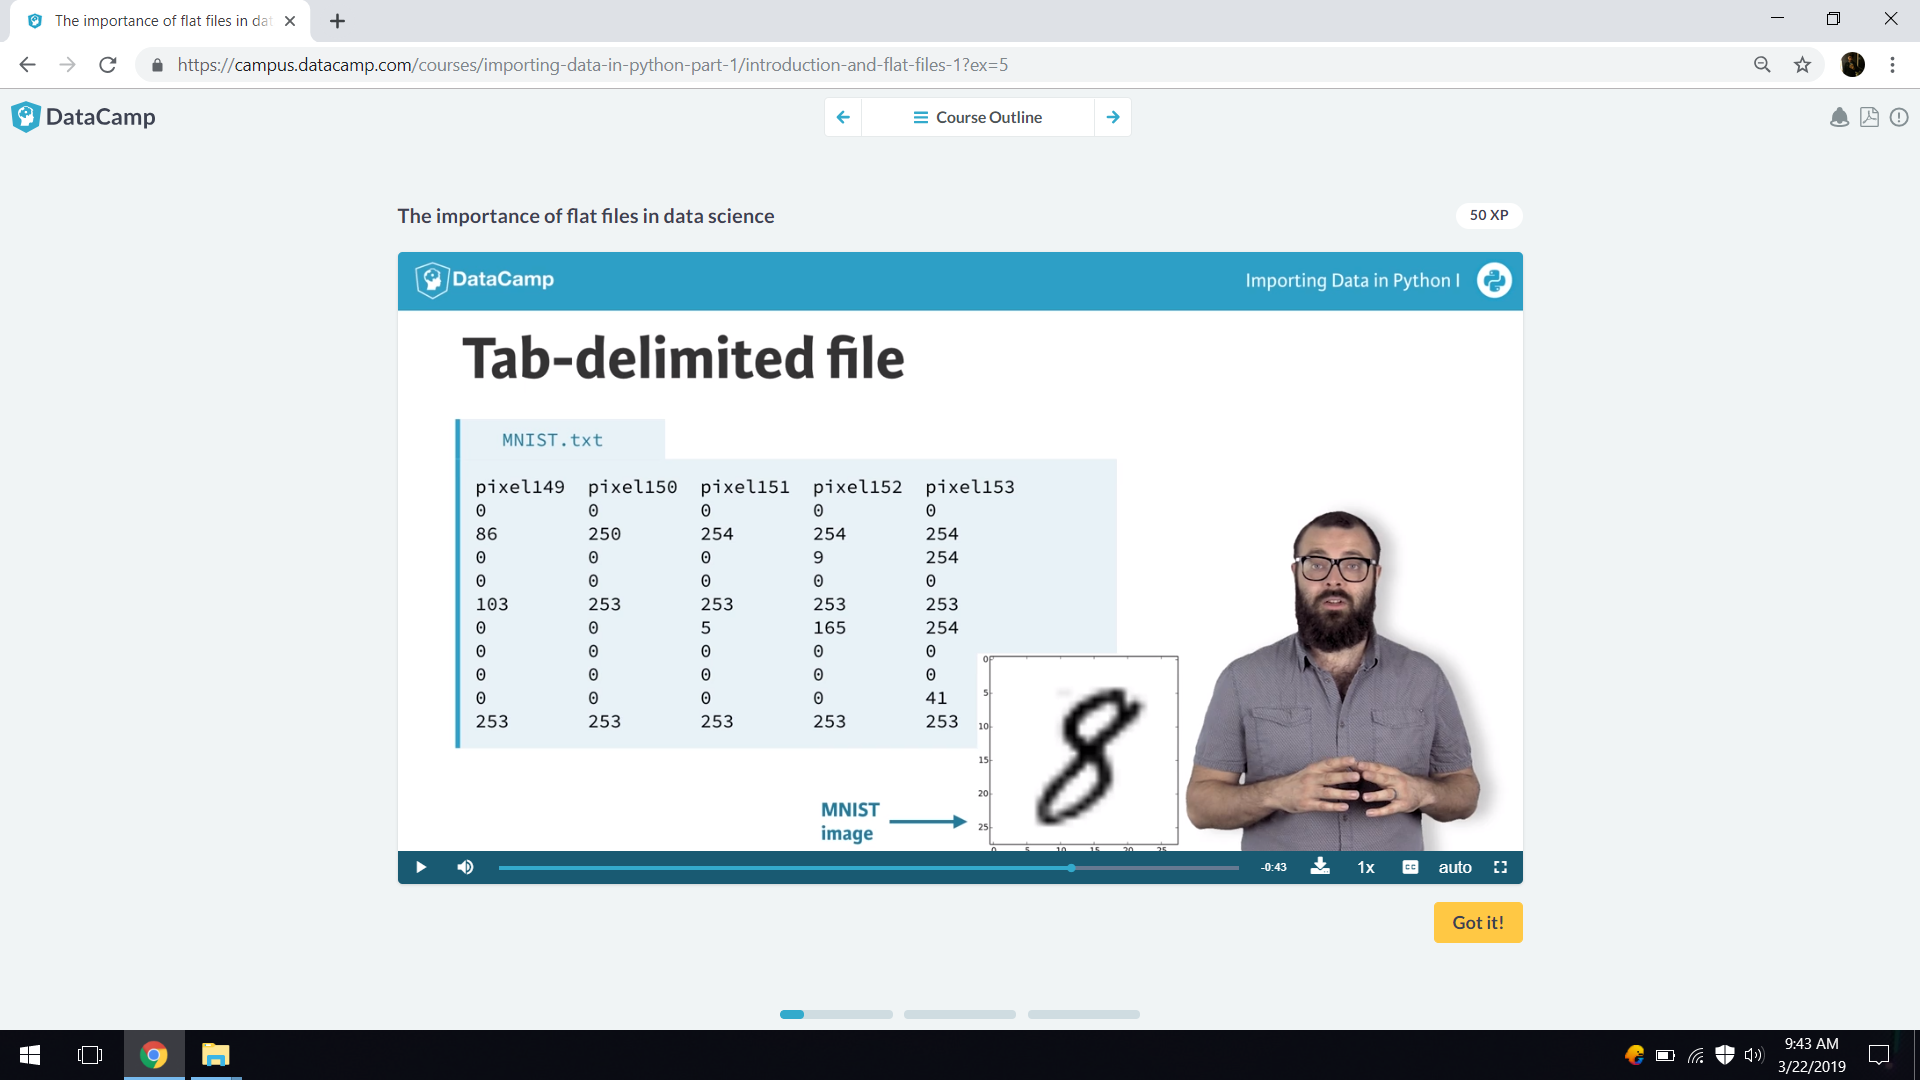 The importance of flat files in dat
https://campus.datacamp.com/courses/importing-data-in-python-part-1/introduction-and-flat-files-1?ex=5
DataCamp
Course Outline
The importance of flat files in data science
50 XP
DataCamp
Importing Data in Python I
Tab-delimited file
MNIST.txt
pixel149 pixel150 pixel151 pixel152 pixel153
0 0 0 0 0
86 250 254 254 254
0 0 0 9 254
0 0 0 0 0
103 253 253 253 253
0 0 5 165 254
0 0 0 0 0
0 0 0 0 0
0 0 0 0 41
253 253 253 253 253
0
5
10
15
20
25
0 5 10 15 20 25
MNIST
image
-0:43
1x
CC
auto
Got it!
9:43 AM
3/22/2019